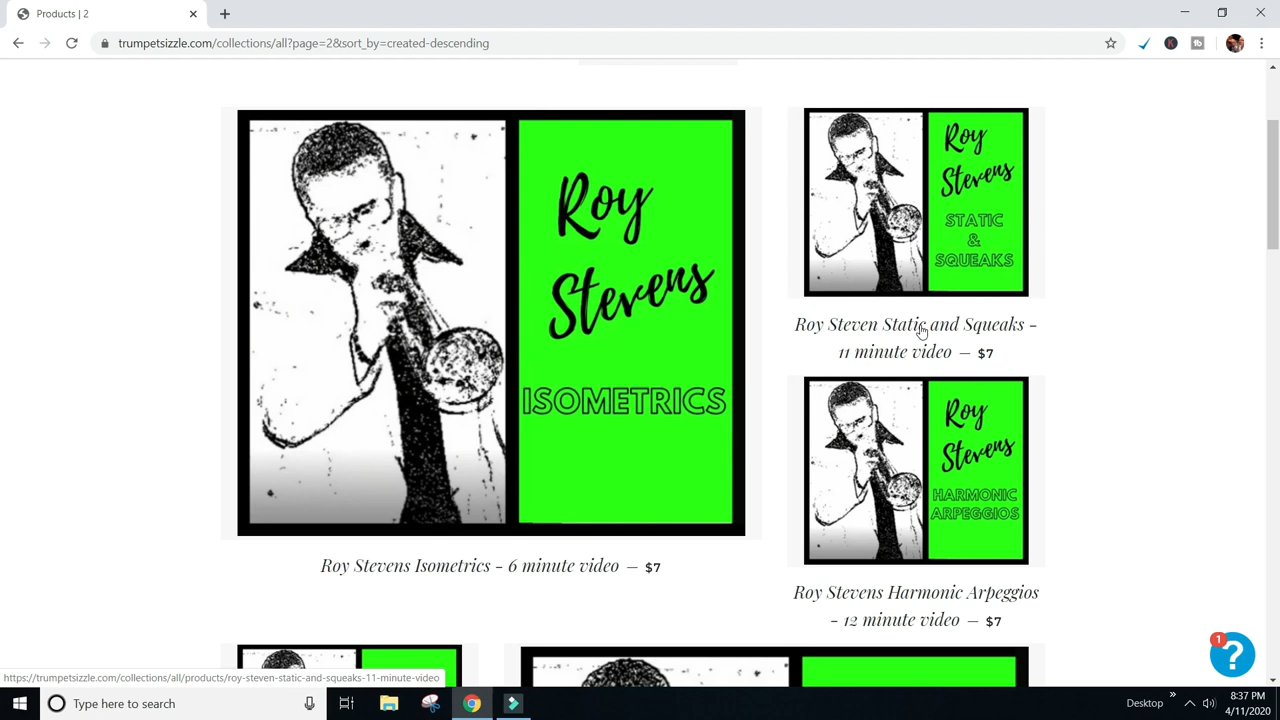 Products | 2
trumpetsizzle.com/collections/all?page=2&sort_by=created-descending
Roy
Stevens
ISOMETRICS
Roy Stevens Isometrics - 6 minute video — $7
Roy
Stevens
STATIC
&
SQUEAKS
Roy Steven Static and Squeaks -
11 minute video — $7
Roy
Stevens
HARMONIC
ARPEGGIOS
Roy Stevens Harmonic Arpeggios
- 12 minute video — $7
1
?
https://trumpetsizzle.com/collections/all/products/roy-steven-static-and-squeaks-11-minute-video
Type here to search
Desktop
8:37 PM
4/11/2020